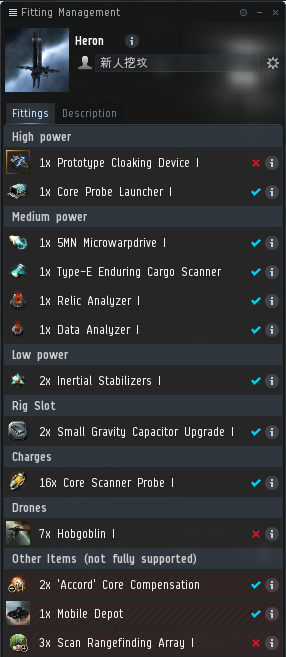 Fitting Management
Heron
新人挖坟
Fittings Description
High power
1x Prototype Cloaking Device I
1x Core Probe Launcher I
Medium power
1x 5MN Microwarpdrive I
1x Type-E Enduring Cargo Scanner
1x Relic Analyzer I
1x Data Analyzer I
Low power
2x Inertial Stabilizers I
Rig Slot
2x Small Gravity Capacitor Upgrade I
Charges
16x Core Scanner Probe I
Drones
7x Hobgoblin I
Other Items (not fully supported)
2x 'Accord' Core Compensation
1x Mobile Depot
3x Scan Rangefinding Array I